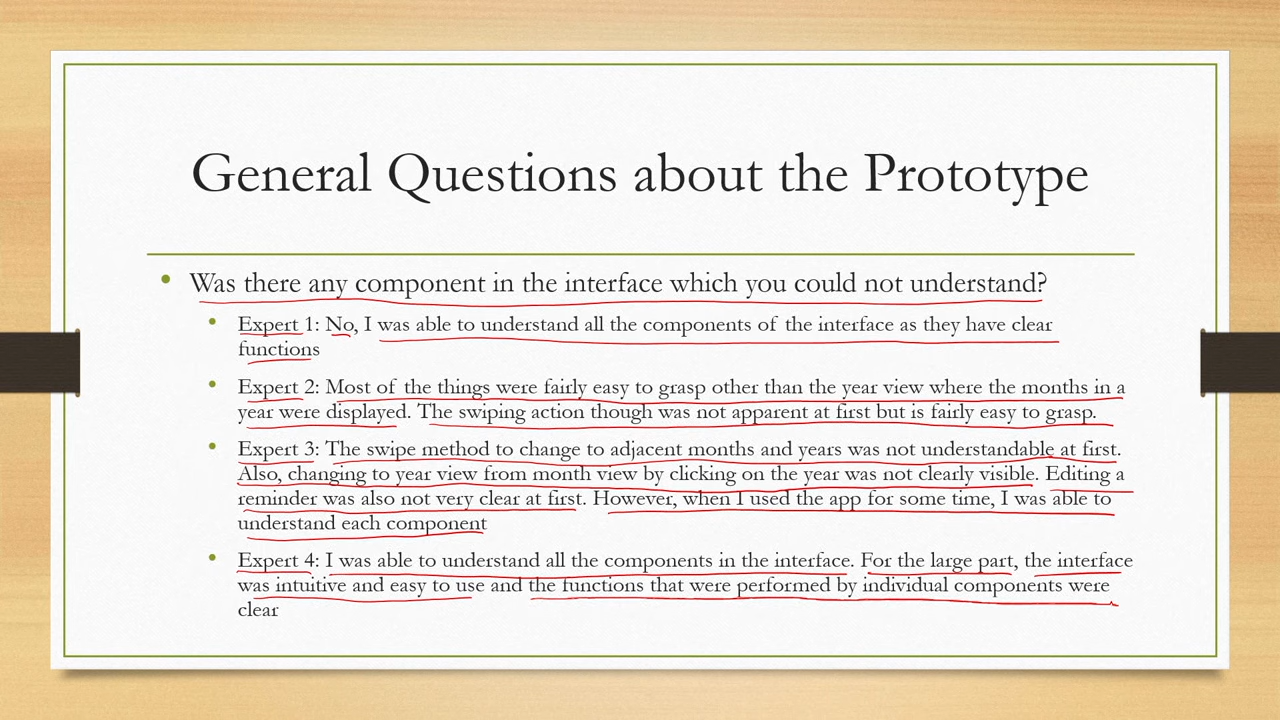 General Questions about the Prototype
• Was there any component in the interface which you could not understand?
• Expert 1: No, I was able to understand all the components of the interface as they have clear
functions
• Expert 2: Most of the things were fairly easy to grasp other than the year view where the months in a
year were displayed. The swiping action though was not apparent at first but is fairly easy to grasp.
• Expert 3: The swipe method to change to adjacent months and years was not understandable at first.
Also, changing to year view from month view by clicking on the year was not clearly visible. Editing a
reminder was also not very clear at first. However, when I used the app for some time, I was able to
understand each component
• Expert 4: I was able to understand all the components in the interface. For the large part, the interface
was intuitive and easy to use and the functions that were performed by individual components were
clear